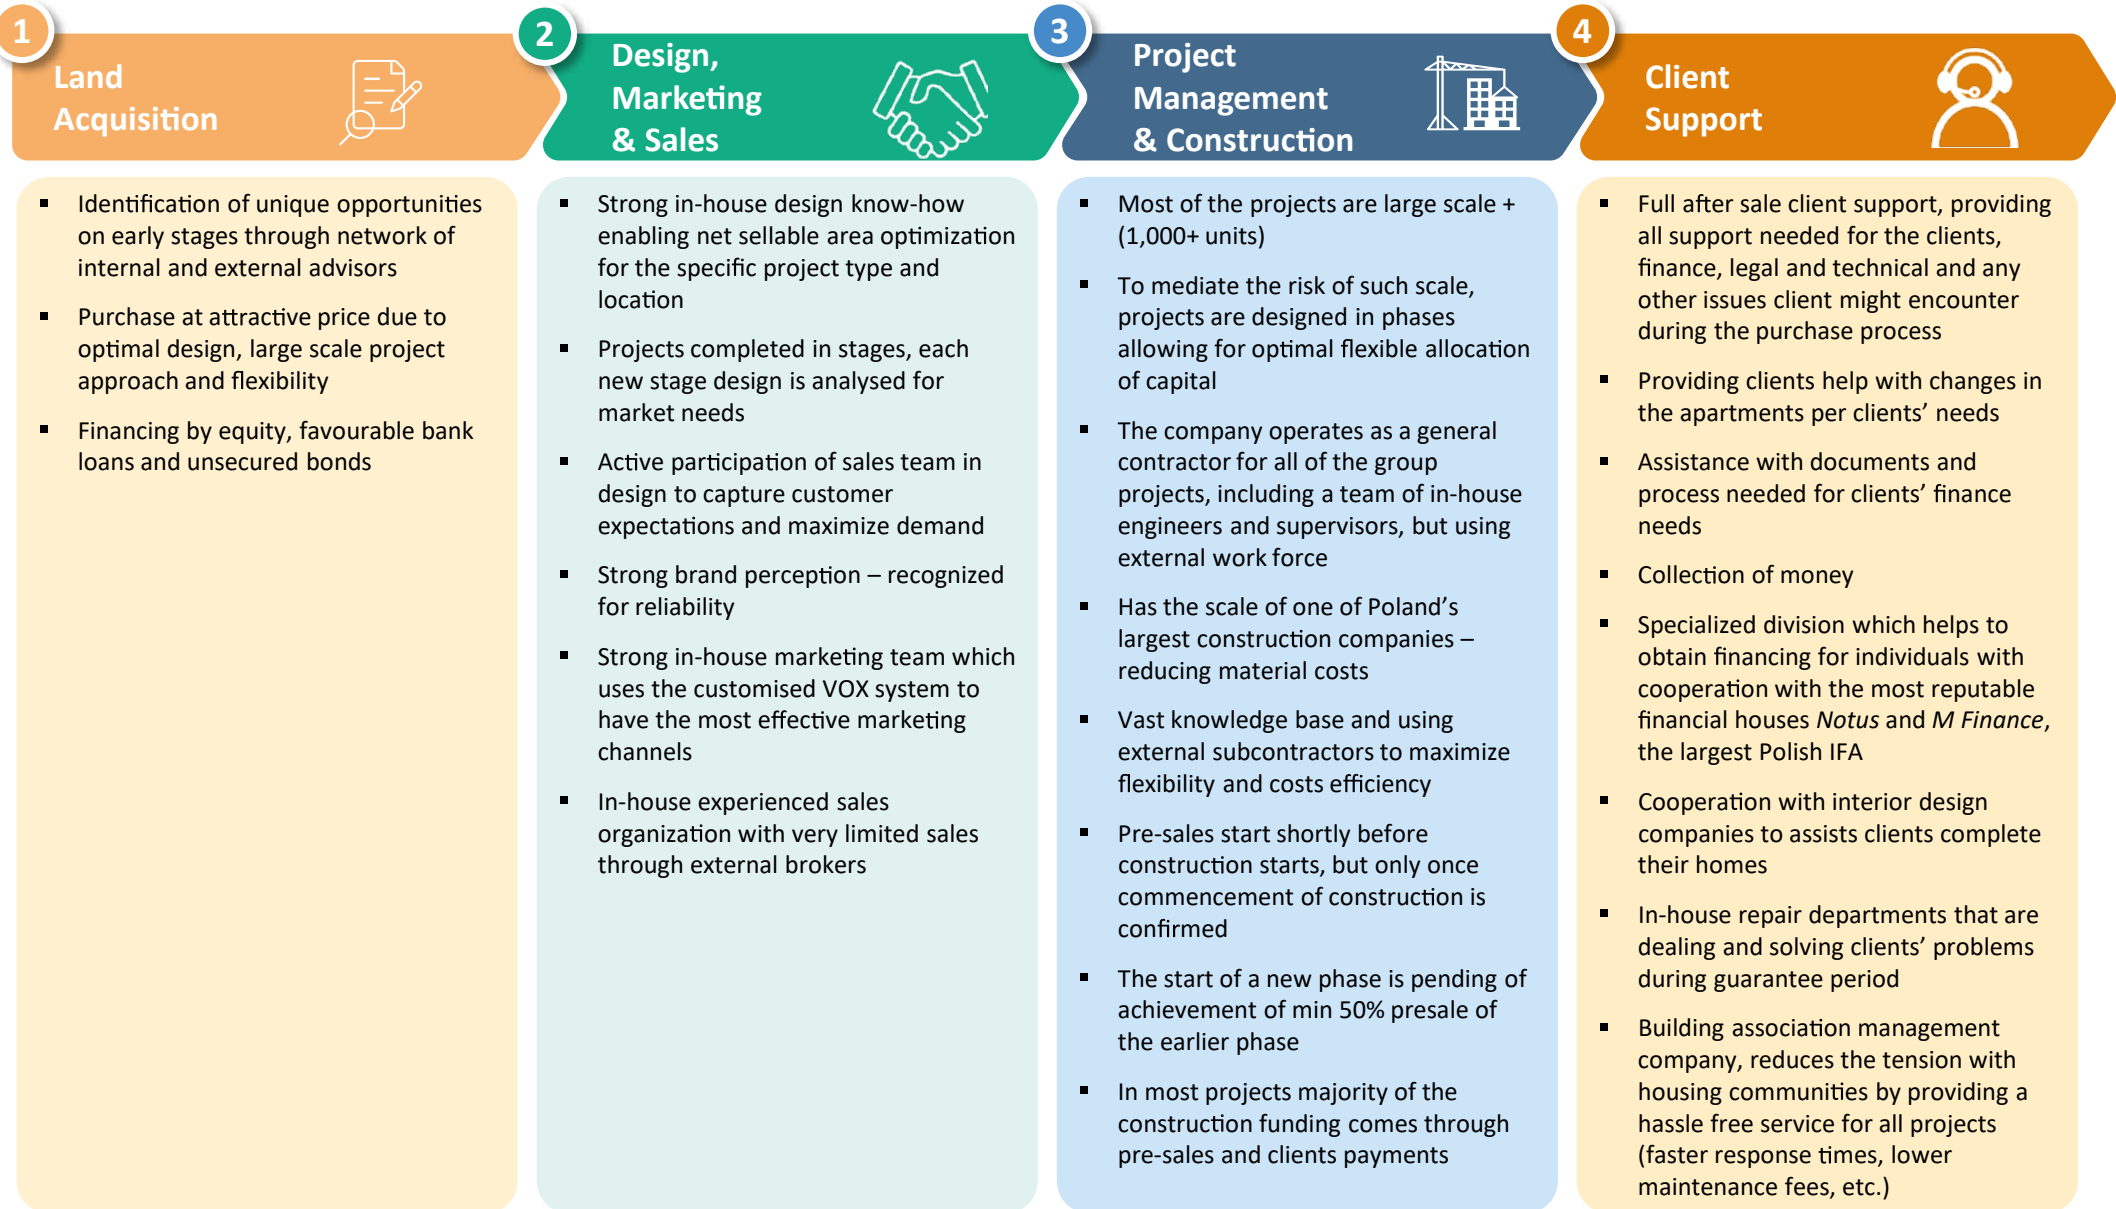 1
Land
Acquisition
▪ Identification of unique opportunities
on early stages through network of
internal and external advisors
▪ Purchase at attractive price due to
optimal design, large scale project
approach and flexibility
▪ Financing by equity, favourable bank
loans and unsecured bonds
2
Design,
Marketing
& Sales
▪ Strong in-house design know-how
enabling net sellable area optimization
for the specific project type and
location
▪ Projects completed in stages, each
new stage design is analysed for
market needs
▪ Active participation of sales team in
design to capture customer
expectations and maximize demand
▪ Strong brand perception – recognized
for reliability
▪ Strong in-house marketing team which
uses the customised VOX system to
have the most effective marketing
channels
▪ In-house experienced sales
organization with very limited sales
through external brokers
3
Project
Management
& Construction
▪ Most of the projects are large scale +
(1,000+ units)
▪ To mediate the risk of such scale,
projects are designed in phases
allowing for optimal flexible allocation
of capital
▪ The company operates as a general
contractor for all of the group
projects, including a team of in-house
engineers and supervisors, but using
external work force
▪ Has the scale of one of Poland’s
largest construction companies –
reducing material costs
▪ Vast knowledge base and using
external subcontractors to maximize
flexibility and costs efficiency
▪ Pre-sales start shortly before
construction starts, but only once
commencement of construction is
confirmed
▪ The start of a new phase is pending of
achievement of min 50% presale of
the earlier phase
▪ In most projects majority of the
construction funding comes through
pre-sales and clients payments
4
Client
Support
▪ Full after sale client support, providing
all support needed for the clients,
finance, legal and technical and any
other issues client might encounter
during the purchase process
▪ Providing clients help with changes in
the apartments per clients’ needs
▪ Assistance with documents and
process needed for clients’ finance
needs
▪ Collection of money
▪ Specialized division which helps to
obtain financing for individuals with
cooperation with the most reputable
financial houses Notus and M Finance,
the largest Polish IFA
▪ Cooperation with interior design
companies to assists clients complete
their homes
▪ In-house repair departments that are
dealing and solving clients’ problems
during guarantee period
▪ Building association management
company, reduces the tension with
housing communities by providing a
hassle free service for all projects
(faster response times, lower
maintenance fees, etc.)